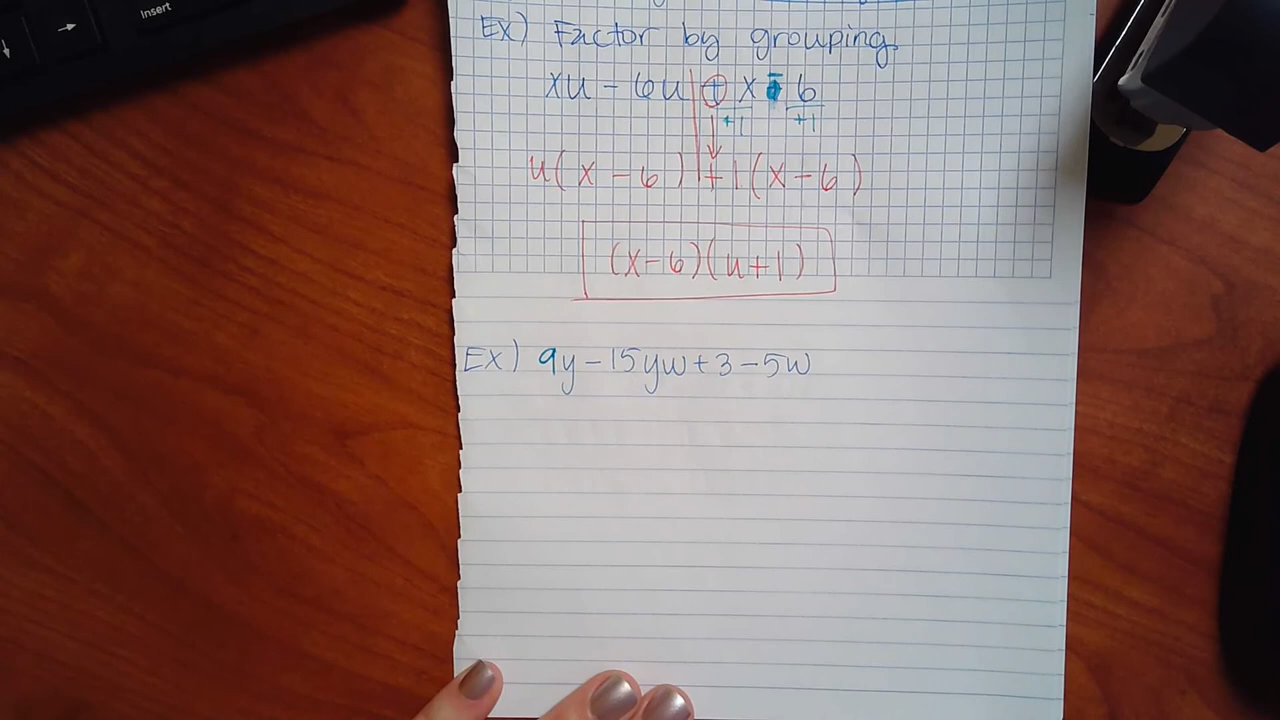 Insert
→
↓
Ex) Factor by grouping.
xu - 6u + x - 6
+1 +1
u(x - 6) + 1(x - 6)
(x - 6)(u + 1)
Ex) 9y - 15yw + 3 - 5w